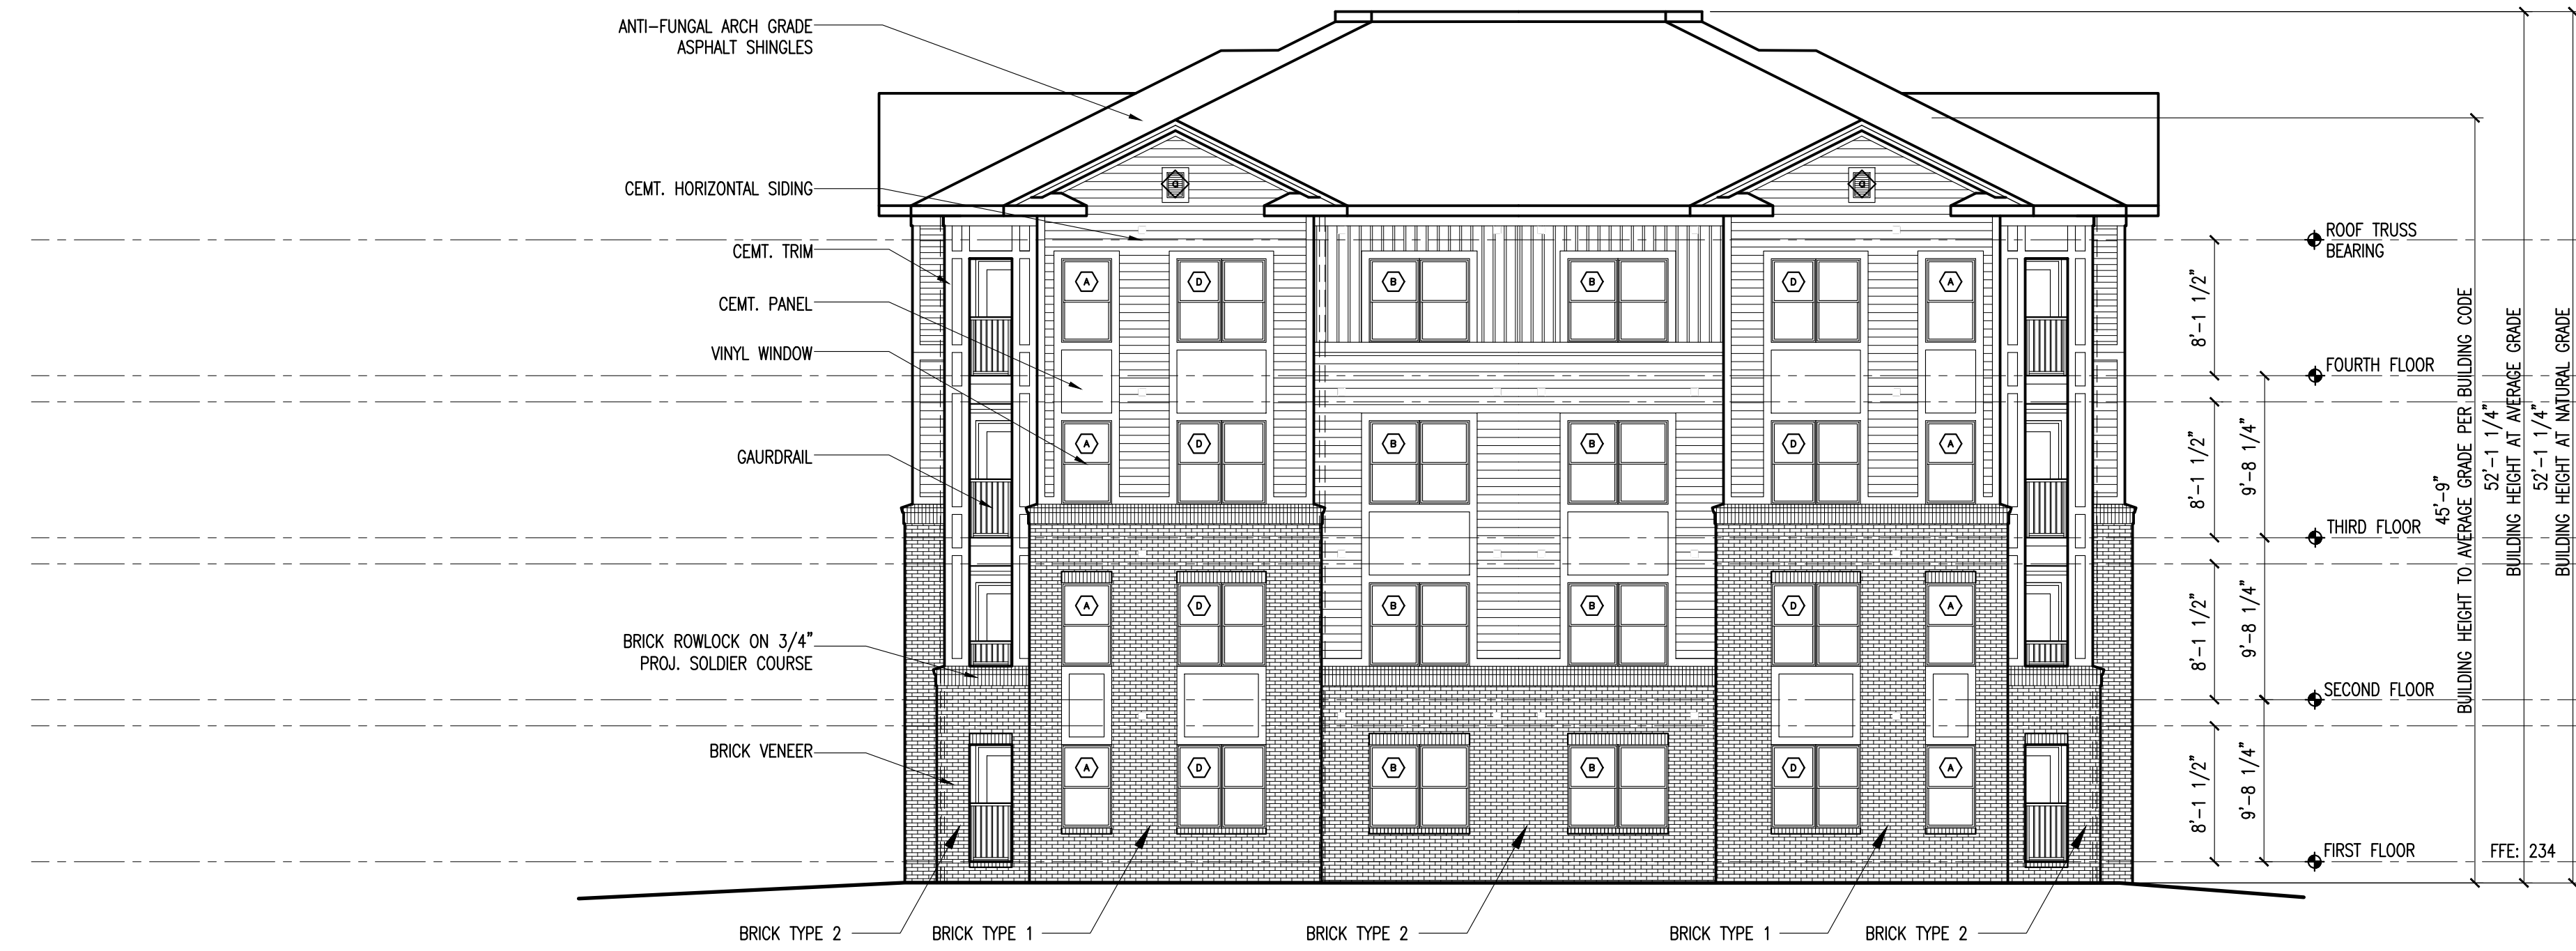 ANTI-FUNGAL ARCH GRADE
ASPHALT SHINGLES
CEMT. HORIZONTAL SIDING
CEMT. TRIM
CEMT. PANEL
VINYL WINDOW
GAURDRAIL
BRICK ROWLOCK ON 3/4"
PROJ. SOLDIER COURSE
BRICK VENEER
A
D
B
B
D
A
A
D
B
B
D
A
A
D
B
B
D
A
A
D
B
B
D
A
BRICK TYPE 2
BRICK TYPE 1
BRICK TYPE 2
BRICK TYPE 1
BRICK TYPE 2
ROOF TRUSS
BEARING
FOURTH FLOOR
THIRD FLOOR
SECOND FLOOR
FIRST FLOOR
FFE: 234
8'-1 1/2"
8'-1 1/2"
8'-1 1/2"
8'-1 1/2"
9'-8 1/4"
9'-8 1/4"
9'-8 1/4"
45'-9"
BUILDING HEIGHT TO AVERAGE GRADE PER BUILDING CODE
52'-1 1/4"
BUILDING HEIGHT AT AVERAGE GRADE
52'-1 1/4"
BUILDING HEIGHT AT NATURAL GRADE